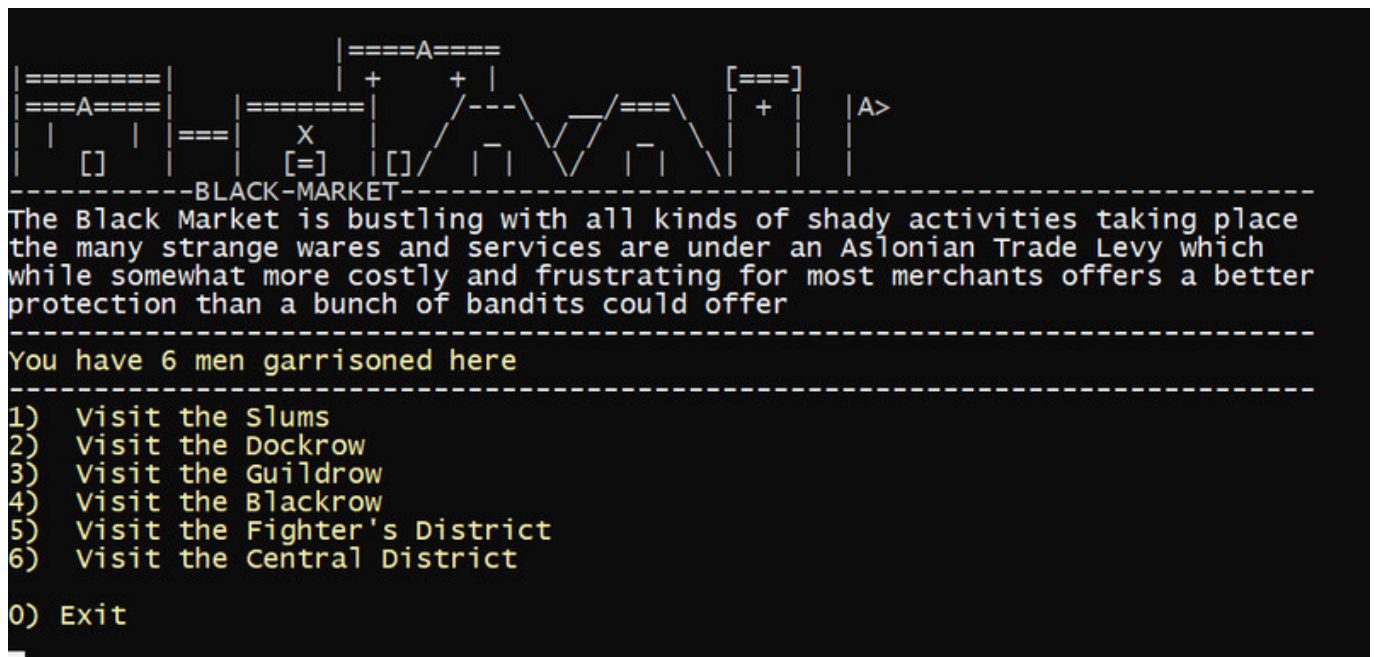 |====A====
|========| | + + | [===]
|===A====| |=======| /---\ __/===\ | + | |A>
| | | |===| X | / _ \/ / _ \ | | |
| [] | | [=] |[]/ | | \/ | | \| | |
-----------BLACK-MARKET------------------------------------------------------
The Black Market is bustling with all kinds of shady activities taking place
the many strange wares and services are under an Aslonian Trade Levy which
while somewhat more costly and frustrating for most merchants offers a better
protection than a bunch of bandits could offer
-----------------------------------------------------------------------------
You have 6 men garrisoned here
-----------------------------------------------------------------------------
1) Visit the Slums
2) Visit the Dockrow
3) Visit the Guildrow
4) Visit the Blackrow
5) Visit the Fighter's District
6) Visit the Central District
0) Exit